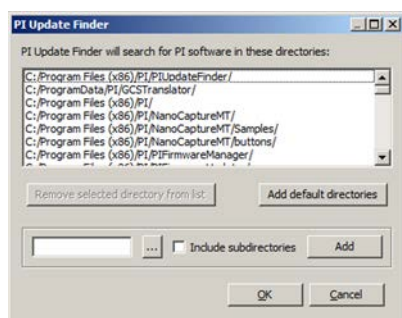 PI Update Finder
PI Update Finder will search for PI software in these directories:
C:/Program Files (x86)/PI/PIUpdateFinder/
C:/ProgramData/PI/GCSTranslator/
C:/Program Files (x86)/PI/
C:/Program Files (x86)/PI/NanoCaptureMT/
C:/Program Files (x86)/PI/NanoCaptureMT/Samples/
C:/Program Files (x86)/PI/NanoCaptureMT/buttons/
C:/Program Files (x86)/PI/PIFirmwareManager/
Remove selected directory from list
Add default directories
...
Include subdirectories
Add
OK
Cancel